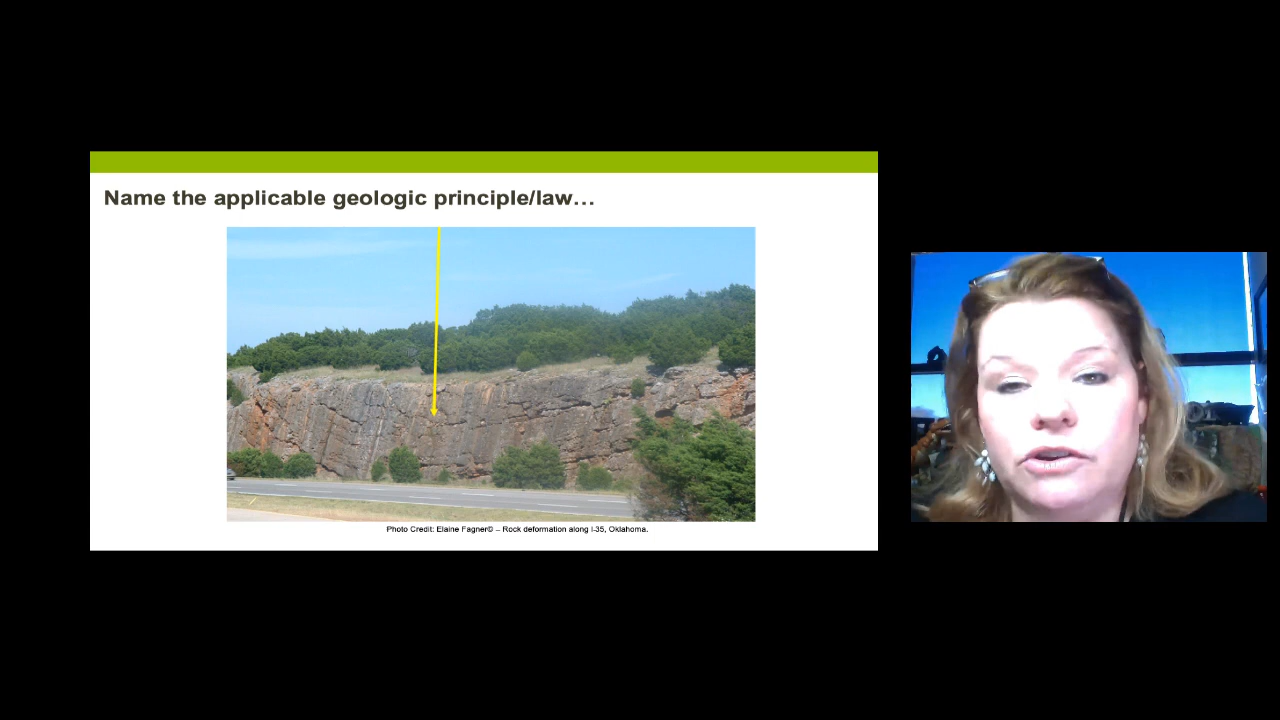 Name the applicable geologic principle/law…
Photo Credit: Elaine Fagner© – Rock deformation along I-35, Oklahoma.